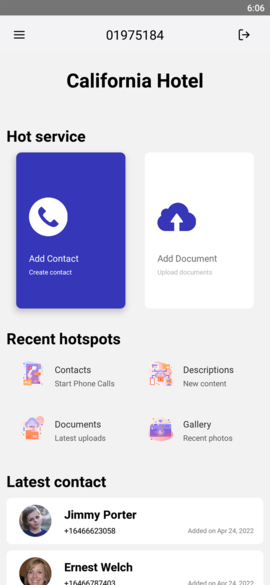 6:06
01975184
California Hotel
Hot service
Add Contact
Create contact
Add Document
Upload documents
Recent hotspots
Contacts
Start Phone Calls
Descriptions
New content
Documents
Latest uploads
Gallery
Recent photos
Latest contact
Jimmy Porter
+16466623058
Added on Apr 24, 2022
Ernest Welch
+16466787403
Added on Apr 24, 2022